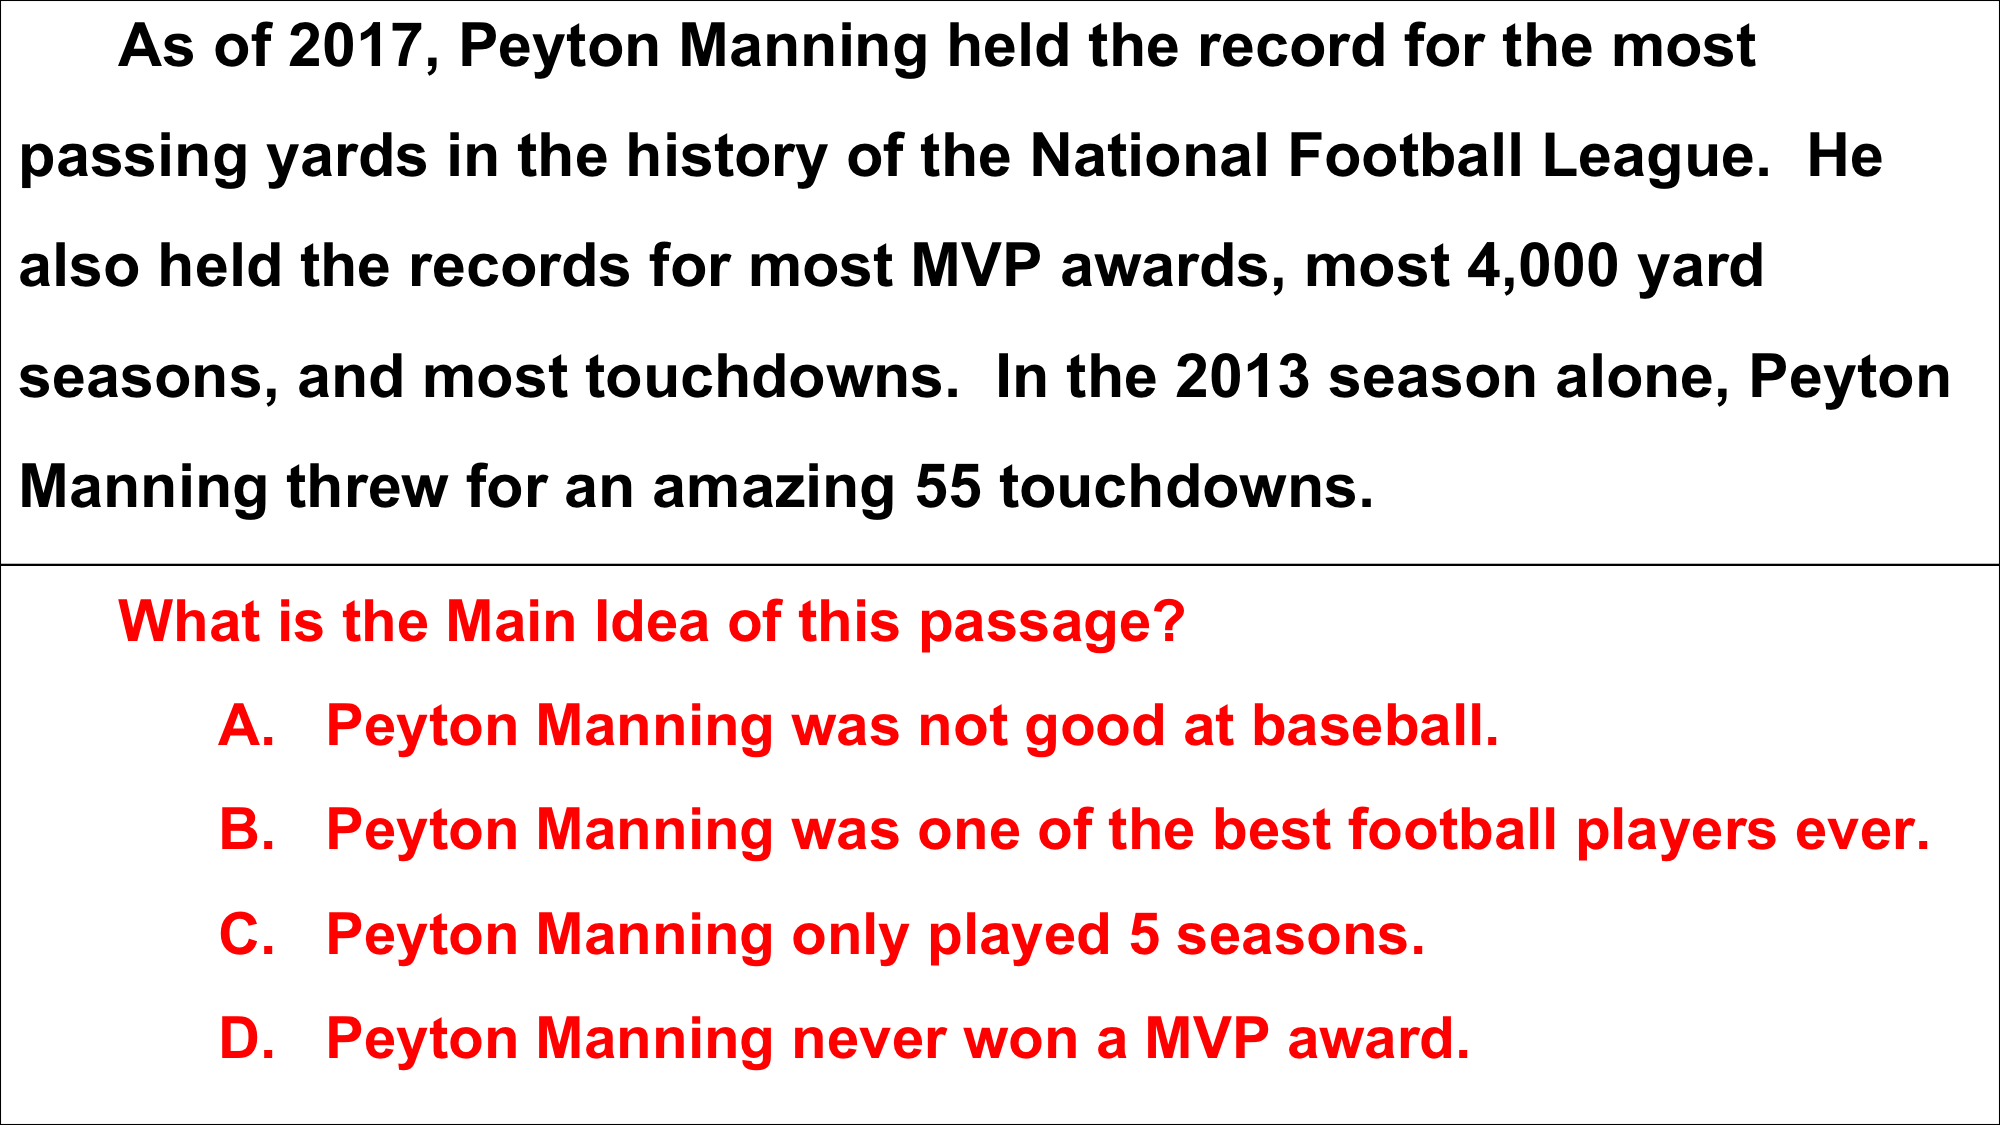 As of 2017, Peyton Manning held the record for the most
passing yards in the history of the National Football League.  He
also held the records for most MVP awards, most 4,000 yard
seasons, and most touchdowns.  In the 2013 season alone, Peyton
Manning threw for an amazing 55 touchdowns.
What is the Main Idea of this passage?
A. Peyton Manning was not good at baseball.
B. Peyton Manning was one of the best football players ever.
C. Peyton Manning only played 5 seasons.
D. Peyton Manning never won a MVP award.